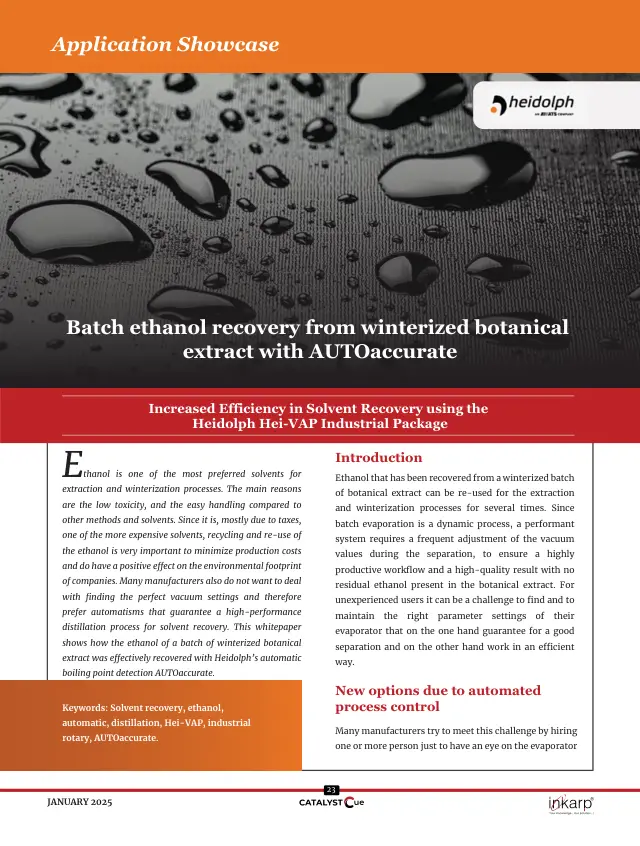 Application Showcase
heidolph
Batch ethanol recovery from winterized botanical
extract with AUTOaccurate
Increased Efficiency in Solvent Recovery using the
Heidolph Hei-VAP Industrial Package
Ethanol is one of the most preferred solvents for
extraction and winterization processes. The main reasons
are the low toxicity, and the easy handling compared to
other methods and solvents. Since it is, mostly due to taxes,
one of the more expensive solvents, recycling and re-use of
the ethanol is very important to minimize production costs
and do have a positive effect on the environmental footprint
of companies. Many manufacturers also do not want to deal
with finding the perfect vacuum settings and therefore
prefer automatisms that guarantee a high-performance
distillation process for solvent recovery. This whitepaper
shows how the ethanol of a batch of winterized botanical
extract was effectively recovered with Heidolph's automatic
boiling point detection AUTOaccurate.
Keywords: Solvent recovery, ethanol,
automatic, distillation, Hei-VAP, industrial
rotary, AUTOaccurate.
Introduction
Ethanol that has been recovered from a winterized batch
of botanical extract can be re-used for the extraction
and winterization processes for several times. Since
batch evaporation is a dynamic process, a performant
system requires a frequent adjustment of the vacuum
values during the separation, to ensure a highly
productive workflow and a high-quality result with no
residual ethanol present in the botanical extract. For
unexperienced users it can be a challenge to find and to
maintain the right parameter settings of their
evaporator that on the one hand guarantee for a good
separation and on the other hand work in an efficient
way.
New options due to automated
process control
Many manufacturers try to meet this challenge by hiring
one or more person just to have an eye on the evaporator
JANUARY 2025
23
CATALYST Cue
inkarp®